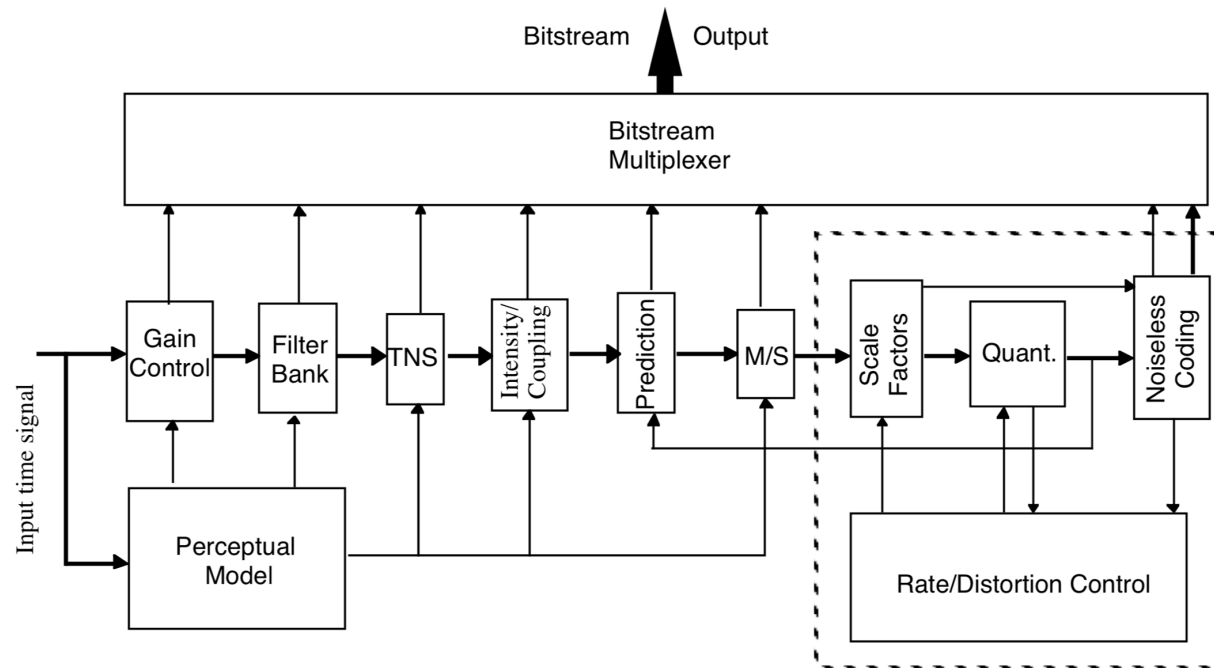 Bitstream Output
Bitstream
Multiplexer
Gain
Control
Filter
Bank
TNS
Intensity/
Coupling
Prediction
M/S
Scale
Factors
Quant.
Noiseless
Coding
Input time signal
Perceptual
Model
Rate/Distortion Control